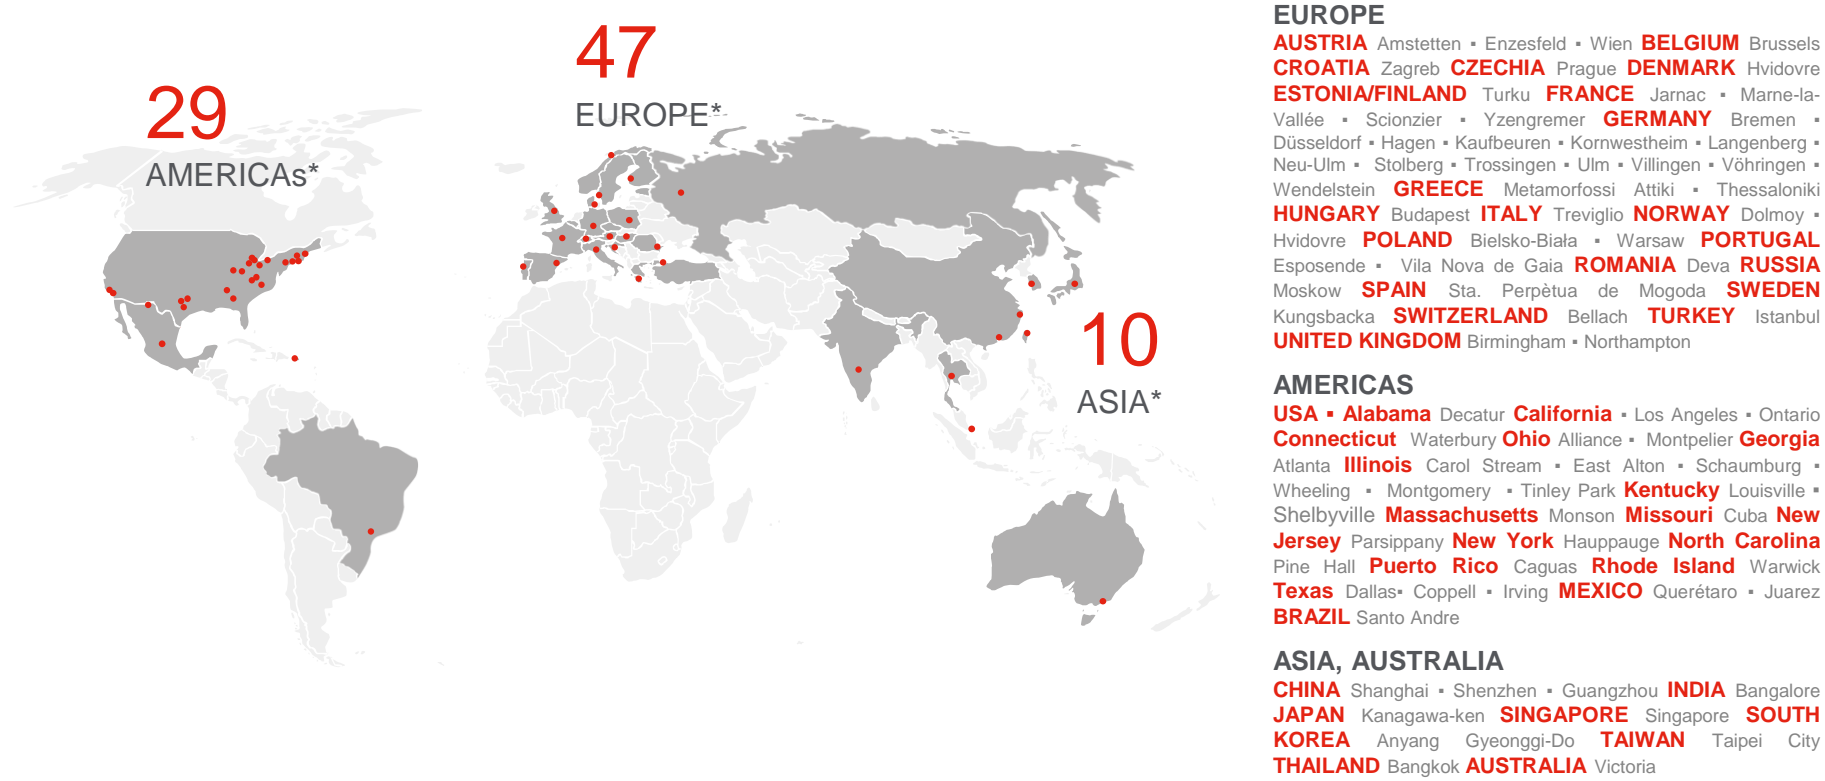 29
AMERICAs*
47
EUROPE*
10
ASIA*
EUROPE
AUSTRIA Amstetten ▪ Enzesfeld ▪ Wien BELGIUM Brussels
CROATIA Zagreb CZECHIA Prague DENMARK Hvidovre
ESTONIA/FINLAND Turku FRANCE Jarnac ▪ Marne-la-
Vallée ▪ Scionzier ▪ Yzengremer GERMANY Bremen ▪
Düsseldorf ▪ Hagen ▪ Kaufbeuren ▪ Kornwestheim ▪ Langenberg ▪
Neu-Ulm ▪ Stolberg ▪ Trossingen ▪ Ulm ▪ Villingen ▪ Vöhringen ▪
Wendelstein GREECE Metamorfossi Attiki ▪ Thessaloniki
HUNGARY Budapest ITALY Treviglio NORWAY Dolmoy ▪
Hvidovre POLAND Bielsko-Biała ▪ Warsaw PORTUGAL
Esposende ▪ Vila Nova de Gaia ROMANIA Deva RUSSIA
Moskow SPAIN Sta. Perpètua de Mogoda SWEDEN
Kungsbacka SWITZERLAND Bellach TURKEY Istanbul
UNITED KINGDOM Birmingham ▪ Northampton
AMERICAS
USA ▪ Alabama Decatur California ▪ Los Angeles ▪ Ontario
Connecticut Waterbury Ohio Alliance ▪ Montpelier Georgia
Atlanta Illinois Carol Stream ▪ East Alton ▪ Schaumburg ▪
Wheeling ▪ Montgomery ▪ Tinley Park Kentucky Louisville ▪
Shelbyville Massachusetts Monson Missouri Cuba New
Jersey Parsippany New York Hauppauge North Carolina
Pine Hall Puerto Rico Caguas Rhode Island Warwick
Texas Dallas▪ Coppell ▪ Irving MEXICO Querétaro ▪ Juarez
BRAZIL Santo Andre
ASIA, AUSTRALIA
CHINA Shanghai ▪ Shenzhen ▪ Guangzhou INDIA Bangalore
JAPAN Kanagawa-ken SINGAPORE Singapore SOUTH
KOREA Anyang Gyeonggi-Do TAIWAN Taipei City
THAILAND Bangkok AUSTRALIA Victoria